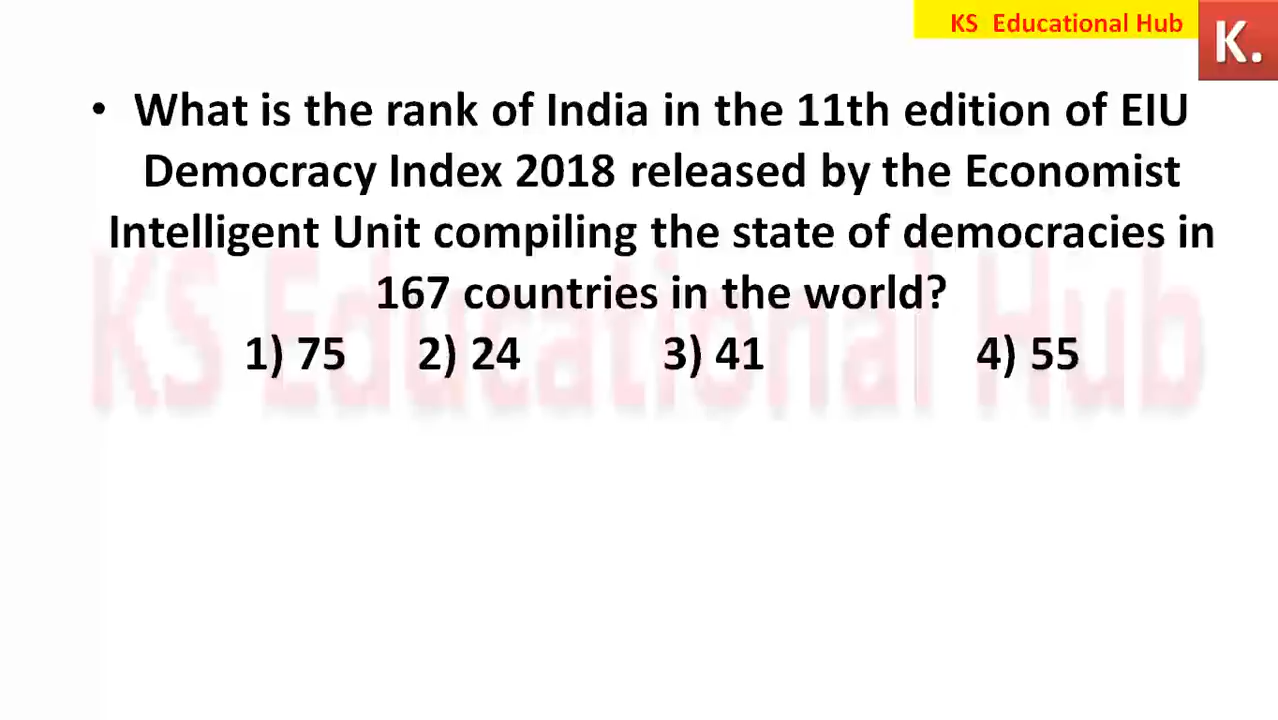 KS Educational Hub
K.
• What is the rank of India in the 11th edition of EIU
Democracy Index 2018 released by the Economist
Intelligent Unit compiling the state of democracies in
167 countries in the world?
1) 75 2) 24 3) 41 4) 55
KS Educational Hub